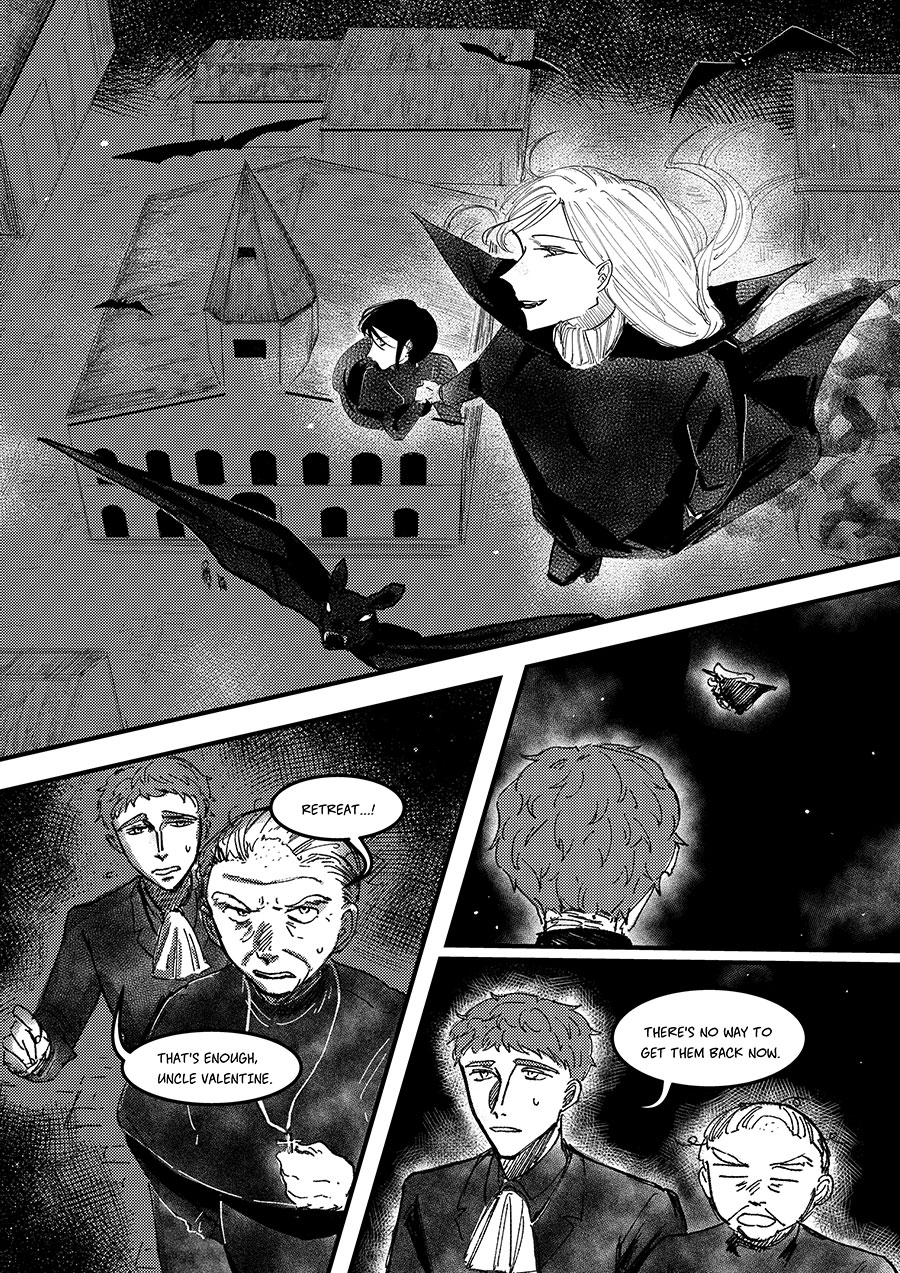 RETREAT...!
THAT'S ENOUGH,
UNCLE VALENTINE.
THERE'S NO WAY TO
GET THEM BACK NOW.